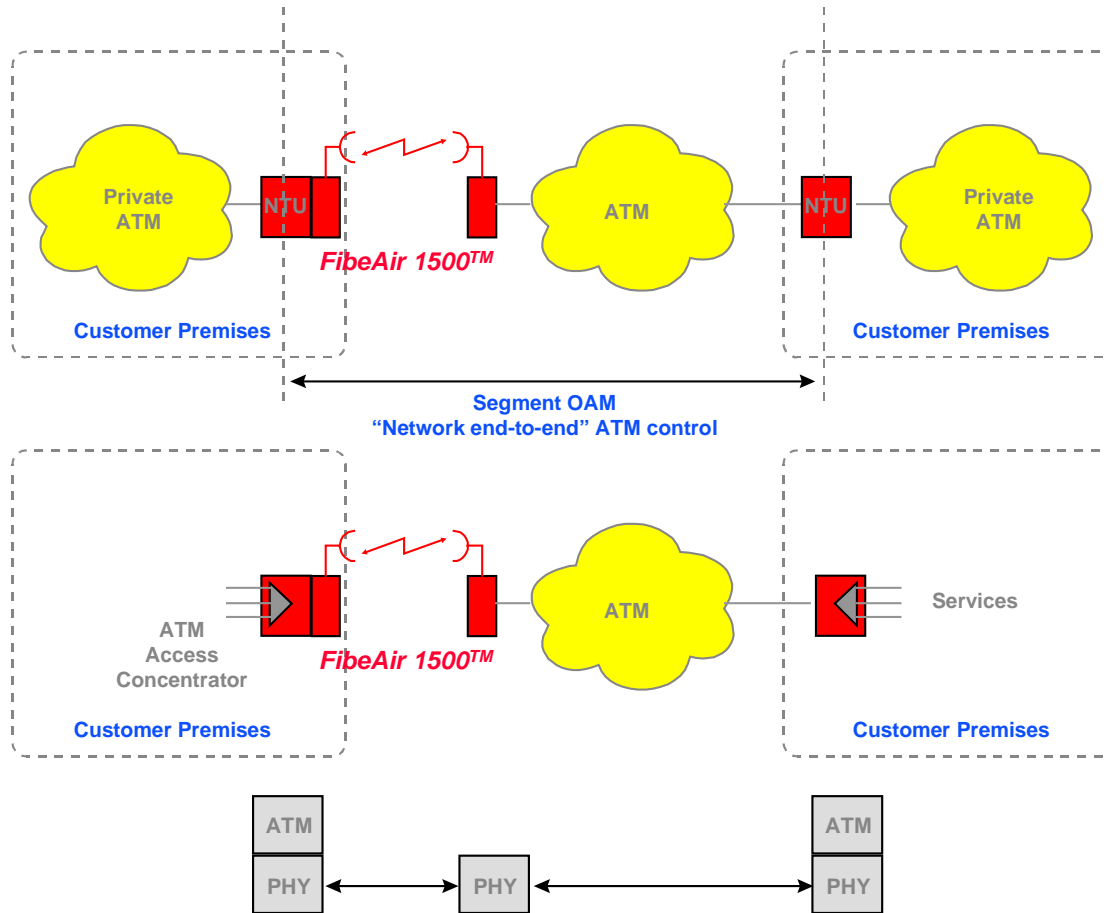 Private
ATM
NTU
ATM
NTU
Private
ATM
FibeAir 1500TM
Customer Premises
Customer Premises
Segment OAM
“Network end-to-end” ATM control
ATM
Services
ATM
Access
Concentrator
FibeAir 1500TM
Customer Premises
Customer Premises
ATM
ATM
PHY
PHY
PHY